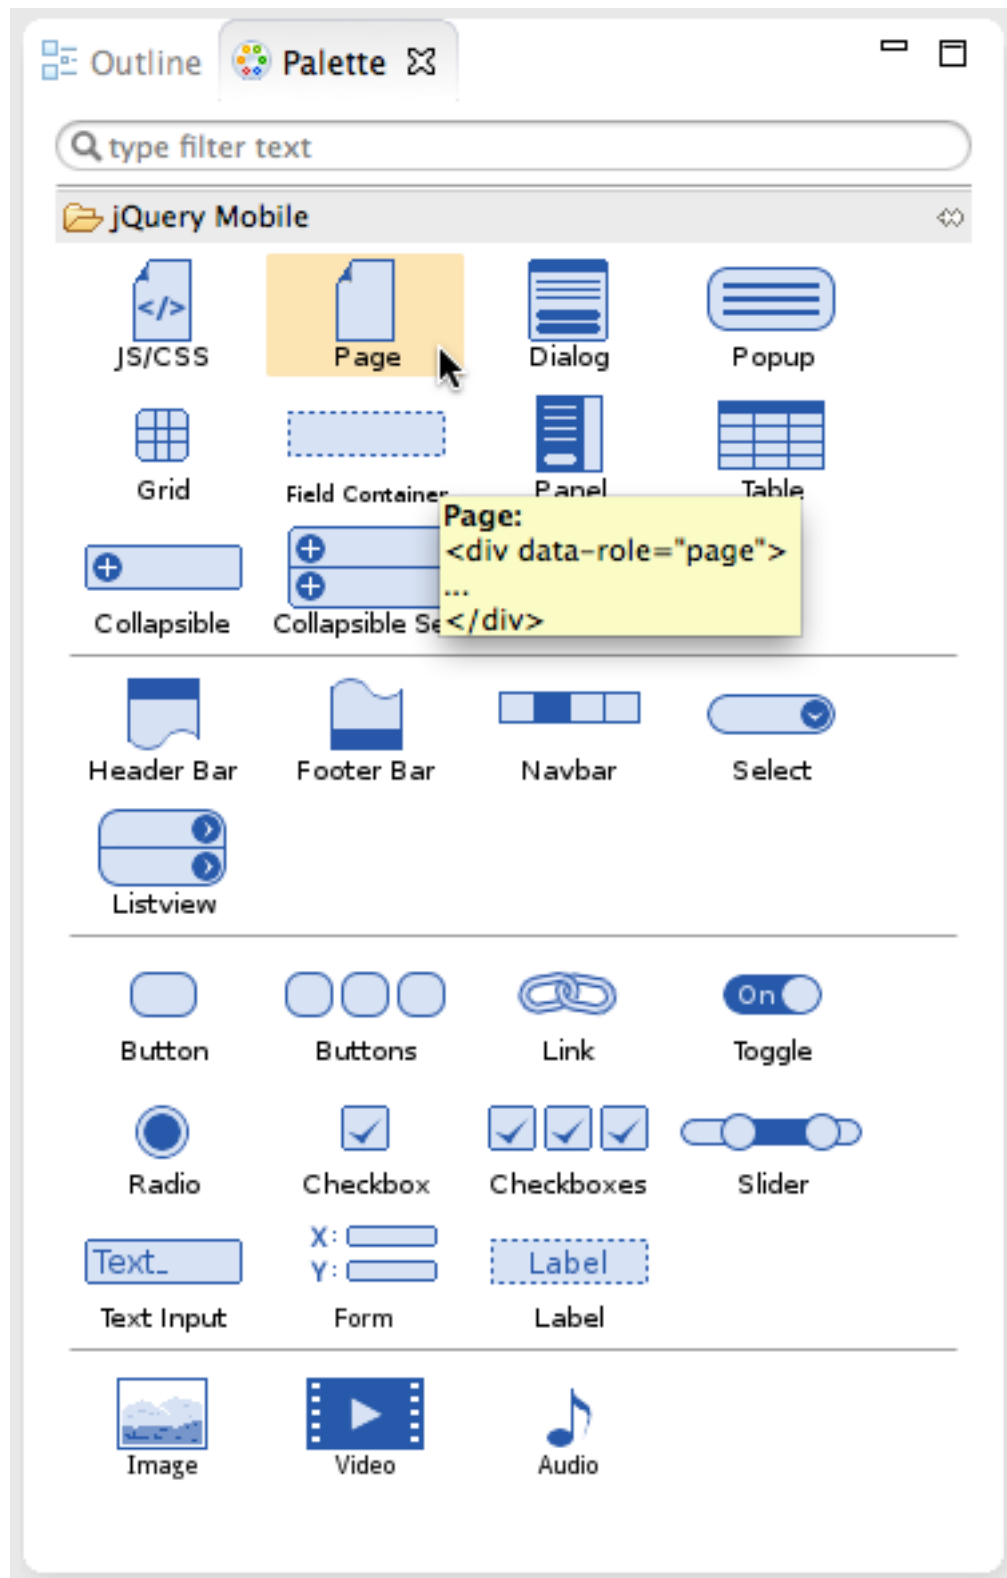 Outline Palette
type filter text
jQuery Mobile
</>
JS/CSS Page Dialog Popup
Grid Field Container Panel Table
Page:
<div data-role="page">
...
</div>
Collapsible Collapsible Se
Header Bar Footer Bar Navbar Select
Listview
On
Button Buttons Link Toggle
Radio Checkbox Checkboxes Slider
X:
Text_ Y: Label
Text Input Form Label
Image Video Audio